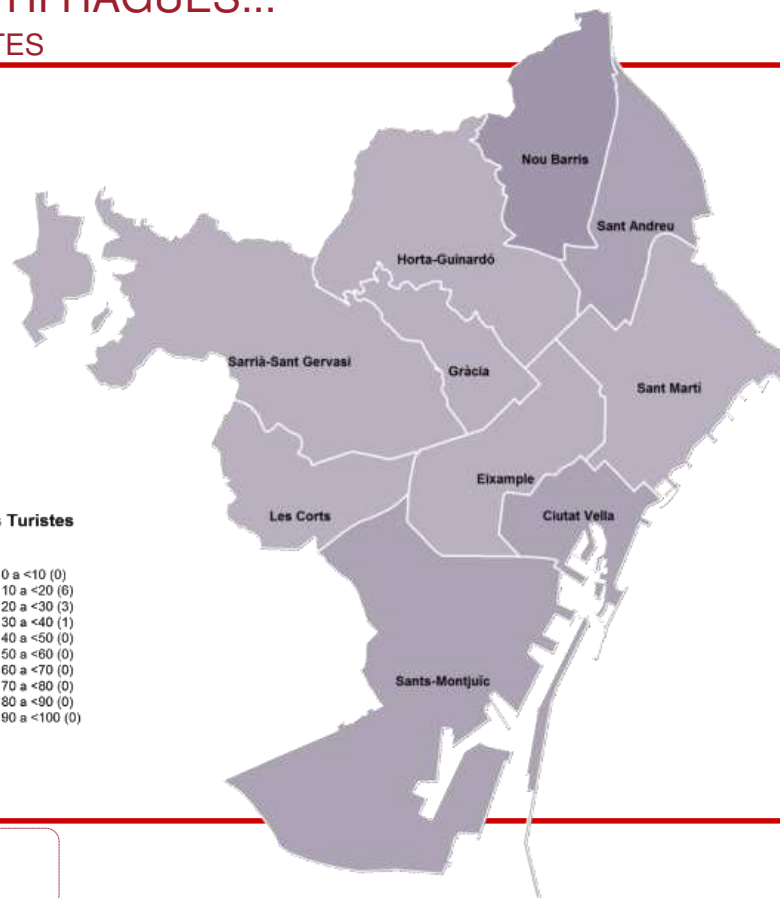 TES
Nou Barris
Sant Andreu
Horta-Guinardó
Sarrià-Sant Gervasi
Gràcia
Sant Martí
Eixample
Les Corts
Ciutat Vella
Turistes
0 a <10 (0)
10 a <20 (6)
20 a <30 (3)
30 a <40 (1)
40 a <50 (0)
50 a <60 (0)
60 a <70 (0)
70 a <80 (0)
80 a <90 (0)
90 a <100 (0)
Sants-Montjuïc